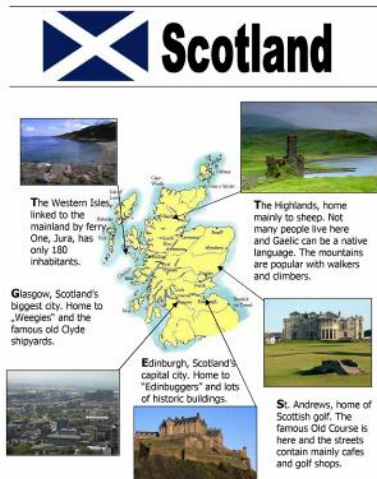 Scotland
The Western Isles,
linked to the
mainland by ferry.
One, Jura, has
only 180
inhabitants.
The Highlands, home
mainly to sheep. Not
many people live here
and Gaelic can be a native
language. The mountains
are popular with walkers
and climbers.
Glasgow, Scotland's
biggest city. Home to
„Weegies" and the
famous old Clyde
shipyards.
Edinburgh, Scotland's
capital city. Home to
"Edinbuggers" and lots
of historic buildings.
St. Andrews, home of
Scottish golf. The
famous Old Course is
here and the streets
contain mainly cafes
and golf shops.